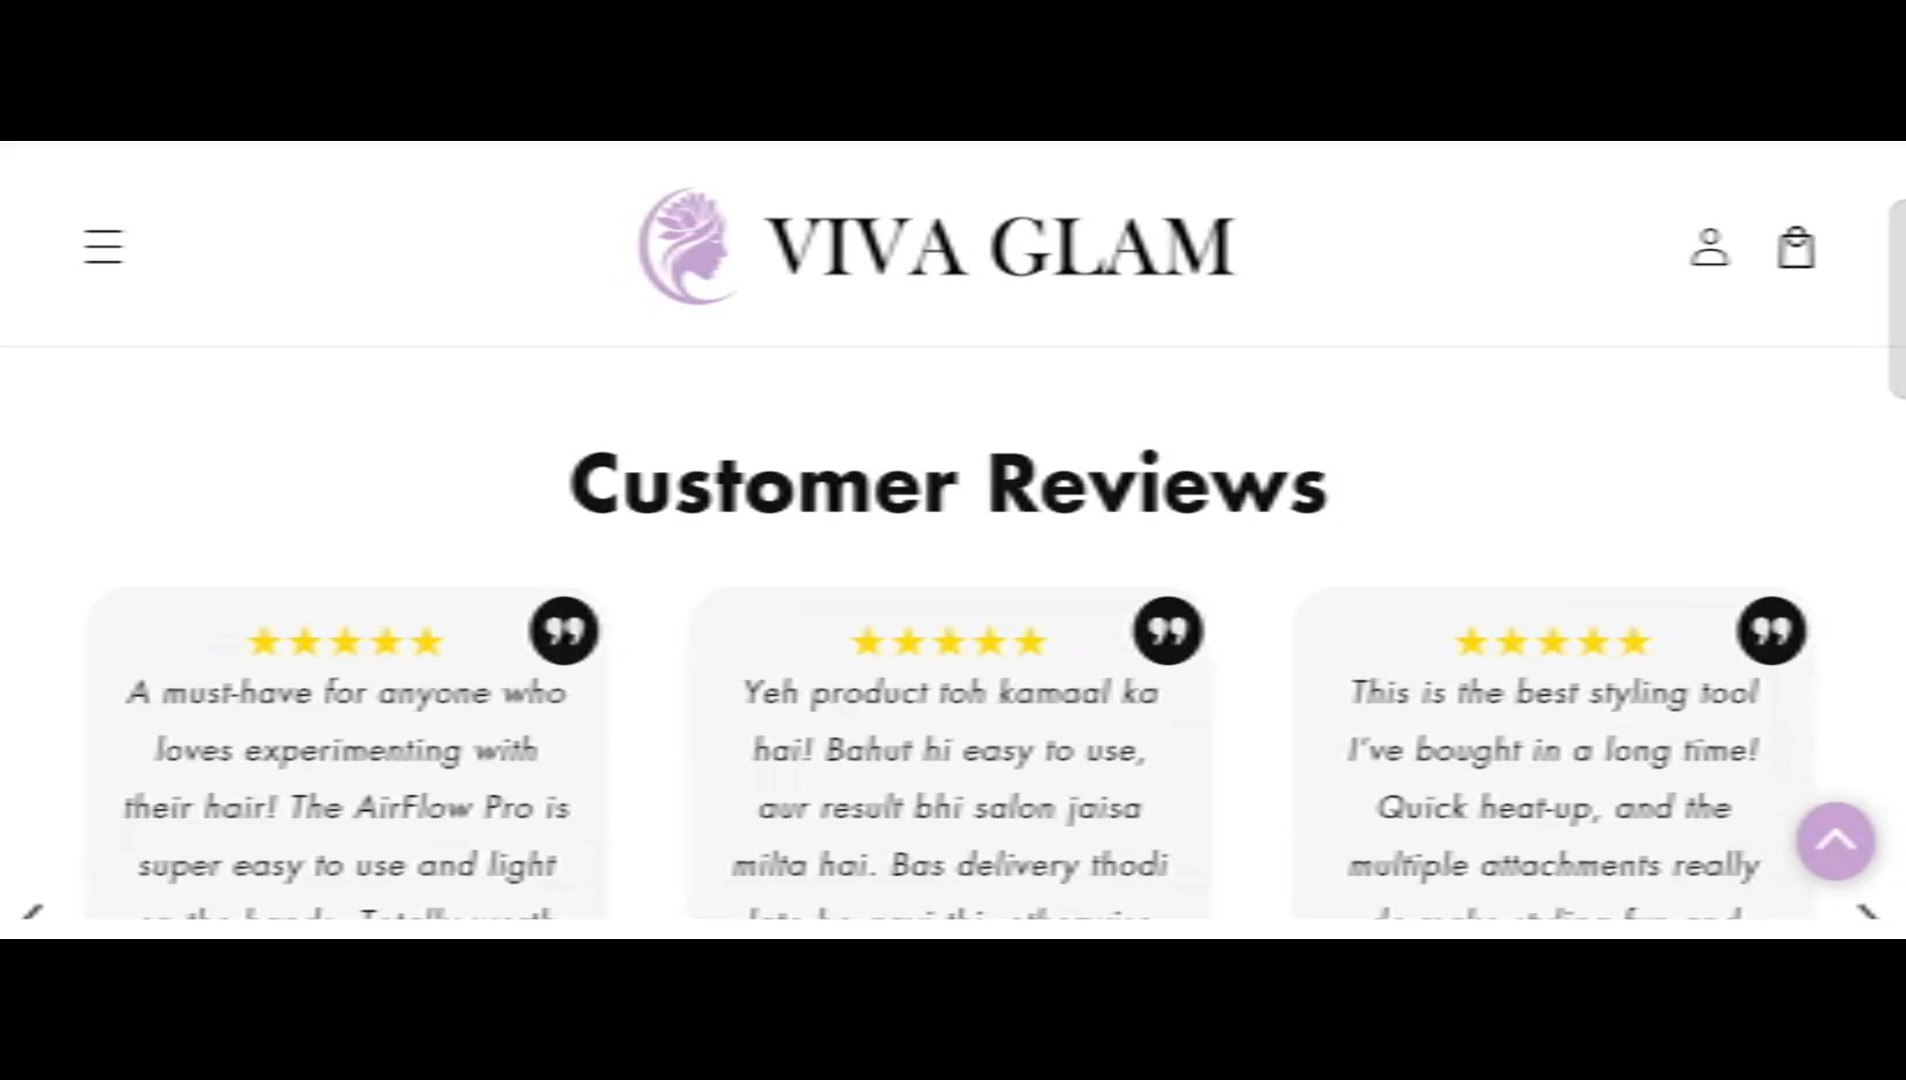 VIVA GLAM
Customer Reviews
A must-have for anyone who
loves experimenting with
their hair! The AirFlow Pro is
super easy to use and light
Yeh product toh kamaal ka
hai! Bahut hi easy to use,
aur result bhi salon jaisa
milta hai. Bas delivery thodi
This is the best styling tool
I've bought in a long time!
Quick heat-up, and the
multiple attachments really